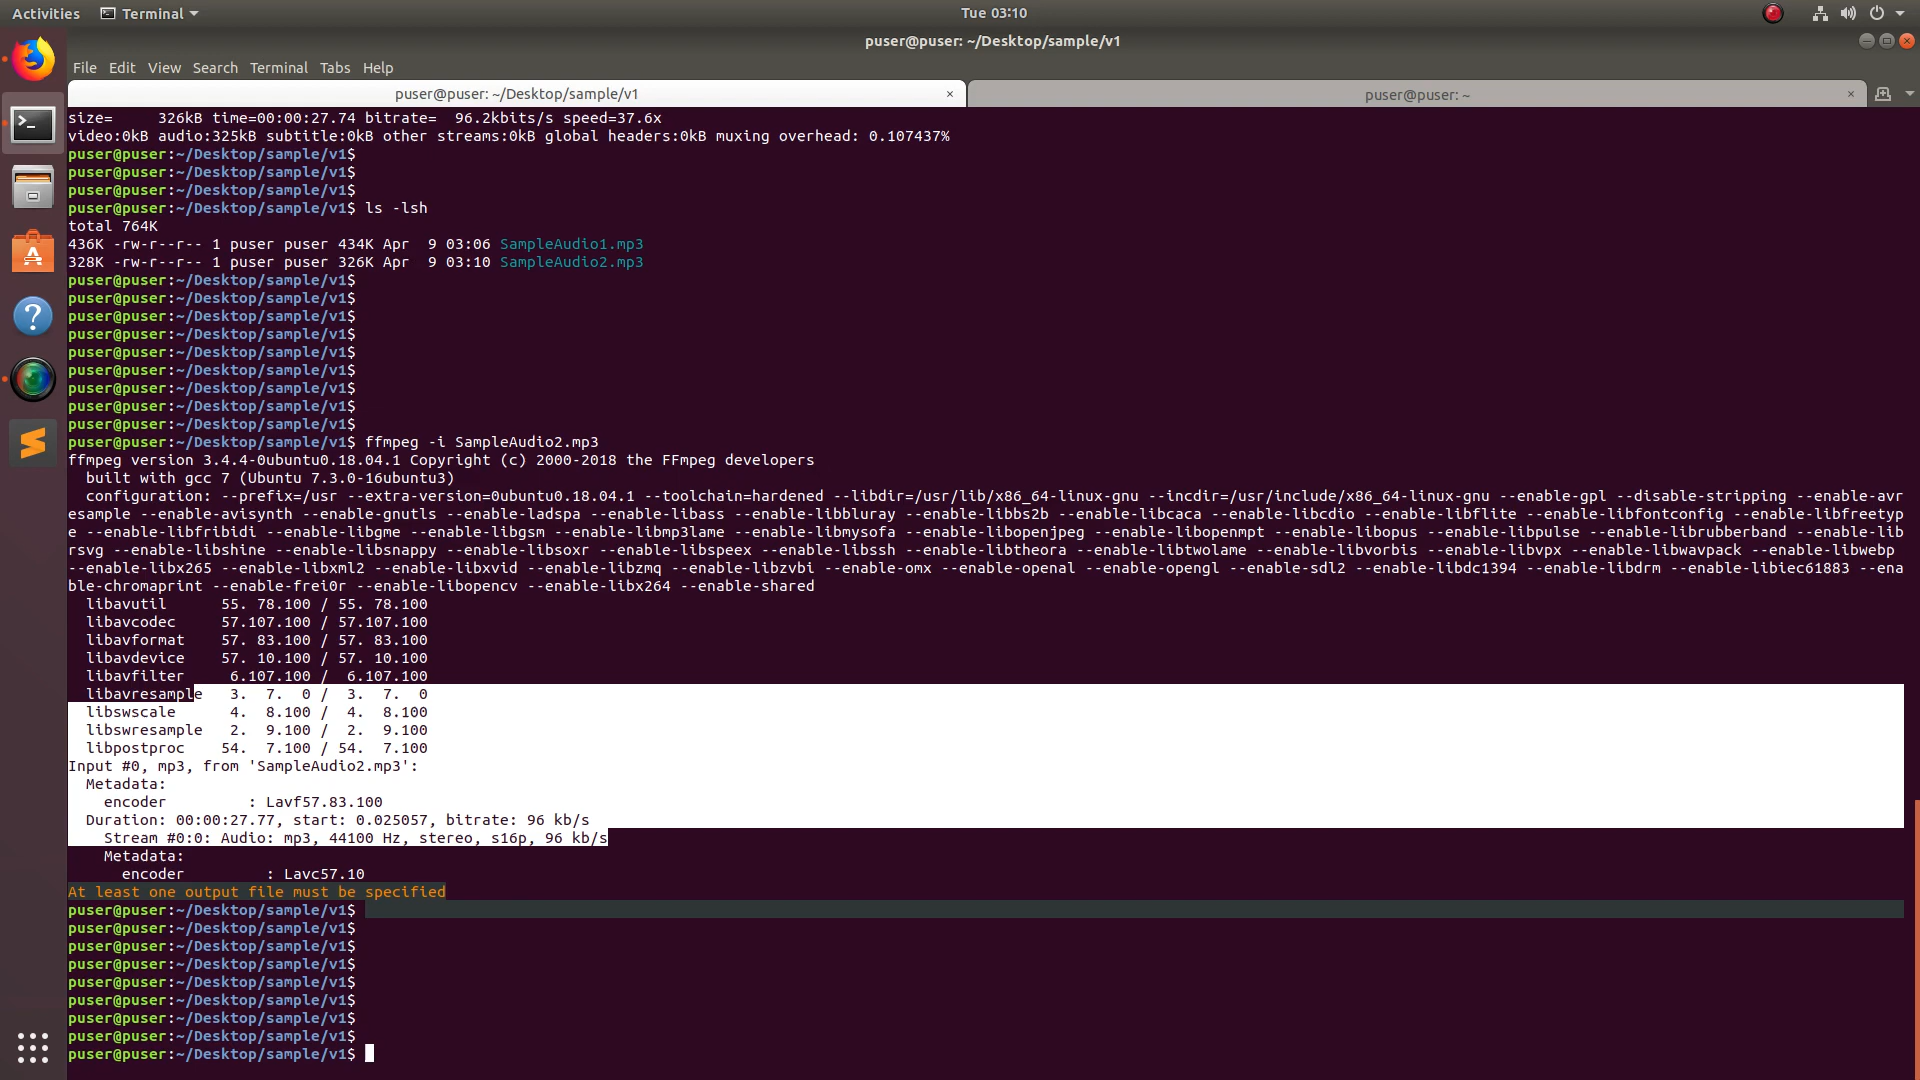 Activities Terminal Tue 03:10
puser@puser: ~/Desktop/sample/v1
File Edit View Search Terminal Tabs Help
puser@puser: ~/Desktop/sample/v1 × puser@puser: ~ ×
size=     326kB time=00:00:27.74 bitrate=  96.2kbits/s speed=37.6x
video:0kB audio:325kB subtitle:0kB other streams:0kB global headers:0kB muxing overhead: 0.107437%
puser@puser:~/Desktop/sample/v1$
puser@puser:~/Desktop/sample/v1$
puser@puser:~/Desktop/sample/v1$
puser@puser:~/Desktop/sample/v1$ ls -lsh
total 764K
436K -rw-r--r-- 1 puser puser 434K Apr  9 03:06 SampleAudio1.mp3
328K -rw-r--r-- 1 puser puser 326K Apr  9 03:10 SampleAudio2.mp3
puser@puser:~/Desktop/sample/v1$
puser@puser:~/Desktop/sample/v1$
puser@puser:~/Desktop/sample/v1$
puser@puser:~/Desktop/sample/v1$
puser@puser:~/Desktop/sample/v1$
puser@puser:~/Desktop/sample/v1$
puser@puser:~/Desktop/sample/v1$
puser@puser:~/Desktop/sample/v1$
puser@puser:~/Desktop/sample/v1$
puser@puser:~/Desktop/sample/v1$ ffmpeg -i SampleAudio2.mp3
ffmpeg version 3.4.4-0ubuntu0.18.04.1 Copyright (c) 2000-2018 the FFmpeg developers
  built with gcc 7 (Ubuntu 7.3.0-16ubuntu3)
  configuration: --prefix=/usr --extra-version=0ubuntu0.18.04.1 --toolchain=hardened --libdir=/usr/lib/x86_64-linux-gnu --incdir=/usr/include/x86_64-linux-gnu --enable-gpl --disable-stripping --enable-avr
esample --enable-avisynth --enable-gnutls --enable-ladspa --enable-libass --enable-libbluray --enable-libbs2b --enable-libcaca --enable-libcdio --enable-libflite --enable-libfontconfig --enable-libfreetyp
e --enable-libfribidi --enable-libgme --enable-libgsm --enable-libmp3lame --enable-libmysofa --enable-libopenjpeg --enable-libopenmpt --enable-libopus --enable-libpulse --enable-librubberband --enable-lib
rsvg --enable-libshine --enable-libsnappy --enable-libsoxr --enable-libspeex --enable-libssh --enable-libtheora --enable-libtwolame --enable-libvorbis --enable-libvpx --enable-libwavpack --enable-libwebp
--enable-libx265 --enable-libxml2 --enable-libxvid --enable-libzmq --enable-libzvbi --enable-omx --enable-openal --enable-opengl --enable-sdl2 --enable-libdc1394 --enable-libdrm --enable-libiec61883 --ena
ble-chromaprint --enable-frei0r --enable-libopencv --enable-libx264 --enable-shared
  libavutil      55. 78.100 / 55. 78.100
  libavcodec     57.107.100 / 57.107.100
  libavformat    57. 83.100 / 57. 83.100
  libavdevice    57. 10.100 / 57. 10.100
  libavfilter     6.107.100 /  6.107.100
  libavresample   3.  7.  0 /  3.  7.  0
  libswscale      4.  8.100 /  4.  8.100
  libswresample   2.  9.100 /  2.  9.100
  libpostproc    54.  7.100 / 54.  7.100
Input #0, mp3, from 'SampleAudio2.mp3':
  Metadata:
    encoder         : Lavf57.83.100
  Duration: 00:00:27.77, start: 0.025057, bitrate: 96 kb/s
    Stream #0:0: Audio: mp3, 44100 Hz, stereo, s16p, 96 kb/s
    Metadata:
      encoder         : Lavc57.10
At least one output file must be specified
puser@puser:~/Desktop/sample/v1$
puser@puser:~/Desktop/sample/v1$
puser@puser:~/Desktop/sample/v1$
puser@puser:~/Desktop/sample/v1$
puser@puser:~/Desktop/sample/v1$
puser@puser:~/Desktop/sample/v1$
puser@puser:~/Desktop/sample/v1$
puser@puser:~/Desktop/sample/v1$
puser@puser:~/Desktop/sample/v1$